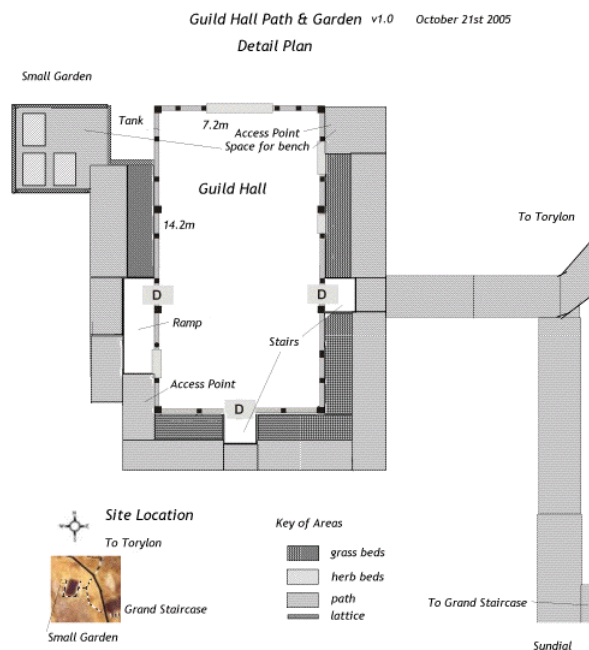 Guild Hall Path & Garden v1.0 October 21st 2005
Detail Plan
Small Garden
Tank
7.2m
Access Point
Space for bench
Guild Hall
To Torylon
14.2m
D
D
Ramp
Stairs
Access Point
D
Site Location
Key of Areas
To Torylon
grass beds
herb beds
path
lattice
Grand Staircase
Small Garden
To Grand Staircase
Sundial